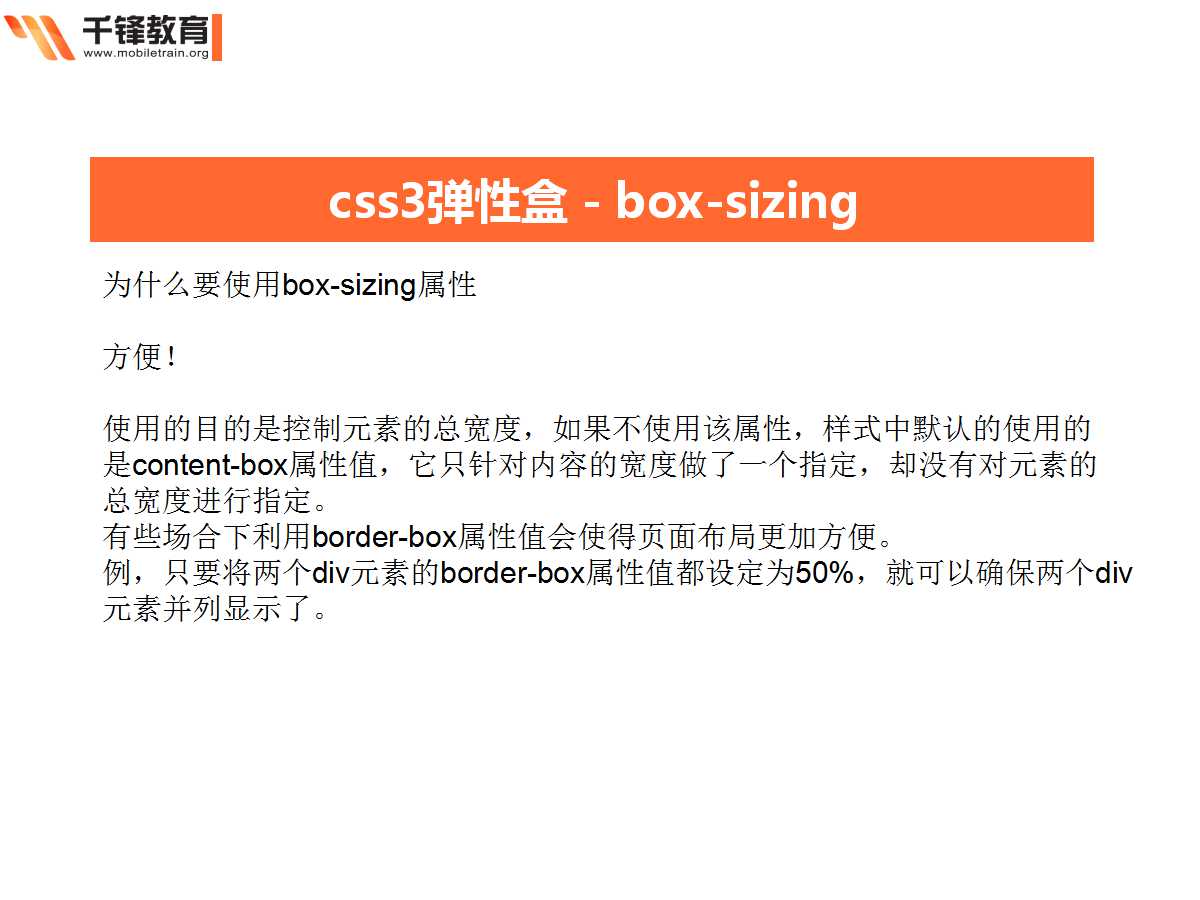 千锋教育
www.mobiletrain.org
css3弹性盒 - box-sizing
为什么要使用box-sizing属性
方便！
使用的目的是控制元素的总宽度，如果不使用该属性，样式中默认的使用的
是content-box属性值，它只针对内容的宽度做了一个指定，却没有对元素的
总宽度进行指定。
有些场合下利用border-box属性值会使得页面布局更加方便。
例，只要将两个div元素的border-box属性值都设定为50%，就可以确保两个div
元素并列显示了。